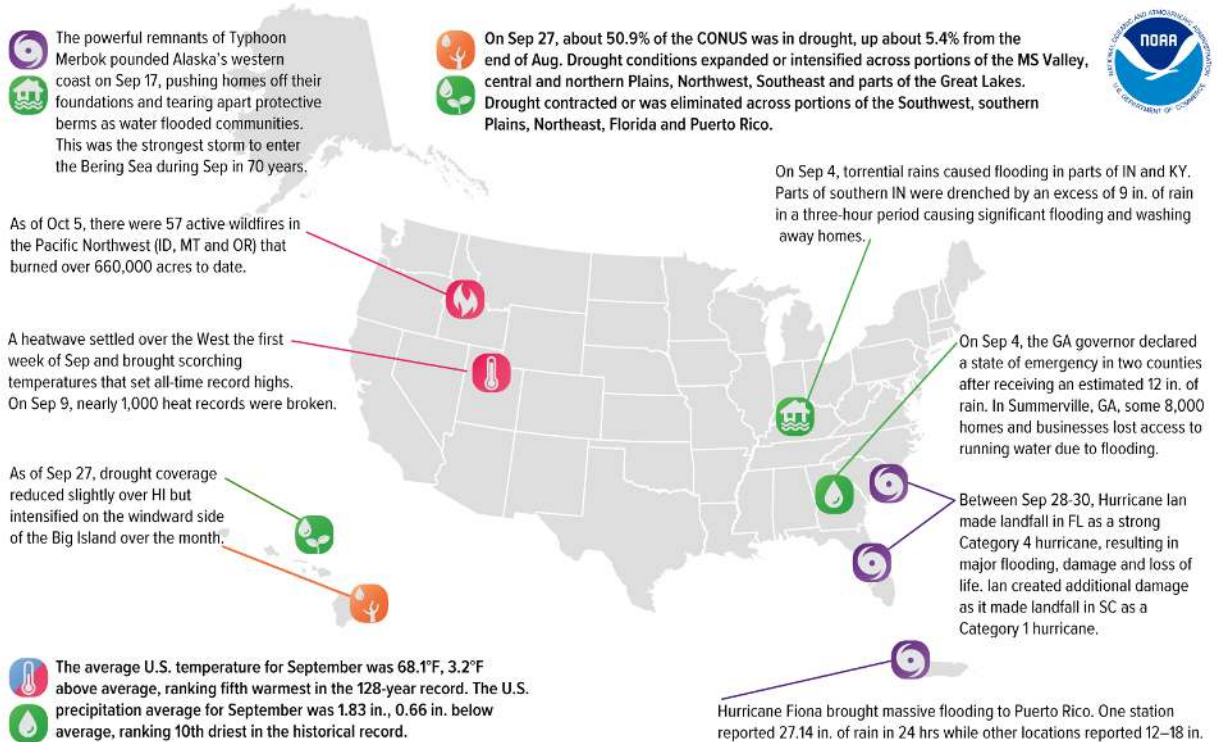 The powerful remnants of Typhoon
Merbok pounded Alaska's western
coast on Sep 17, pushing homes off their
foundations and tearing apart protective
berms as water flooded communities.
This was the strongest storm to enter
the Bering Sea during Sep in 70 years.
On Sep 27, about 50.9% of the CONUS was in drought, up about 5.4% from the
end of Aug. Drought conditions expanded or intensified across portions of the MS Valley,
central and northern Plains, Northwest, Southeast and parts of the Great Lakes.
Drought contracted or was eliminated across portions of the Southwest, southern
Plains, Northeast, Florida and Puerto Rico.
NATIONAL OCEANIC AND ATMOSPHERIC ADMINISTRATION
NOAA
U.S. DEPARTMENT OF COMMERCE
On Sep 4, torrential rains caused flooding in parts of IN and KY.
Parts of southern IN were drenched by an excess of 9 in. of rain
in a three-hour period causing significant flooding and washing
away homes.
As of Oct 5, there were 57 active wildfires in
the Pacific Northwest (ID, MT and OR) that
burned over 660,000 acres to date.
A heatwave settled over the West the first
week of Sep and brought scorching
temperatures that set all-time record highs.
On Sep 9, nearly 1,000 heat records were broken.
On Sep 4, the GA governor declared
a state of emergency in two counties
after receiving an estimated 12 in. of
rain. In Summerville, GA, some 8,000
homes and businesses lost access to
running water due to flooding.
As of Sep 27, drought coverage
reduced slightly over HI but
intensified on the windward side
of the Big Island over the month.
Between Sep 28-30, Hurricane Ian
made landfall in FL as a strong
Category 4 hurricane, resulting in
major flooding, damage and loss of
life. Ian created additional damage
as it made landfall in SC as a
Category 1 hurricane.
The average U.S. temperature for September was 68.1°F, 3.2°F
above average, ranking fifth warmest in the 128-year record. The U.S.
precipitation average for September was 1.83 in., 0.66 in. below
average, ranking 10th driest in the historical record.
Hurricane Fiona brought massive flooding to Puerto Rico. One station
reported 27.14 in. of rain in 24 hrs while other locations reported 12–18 in.